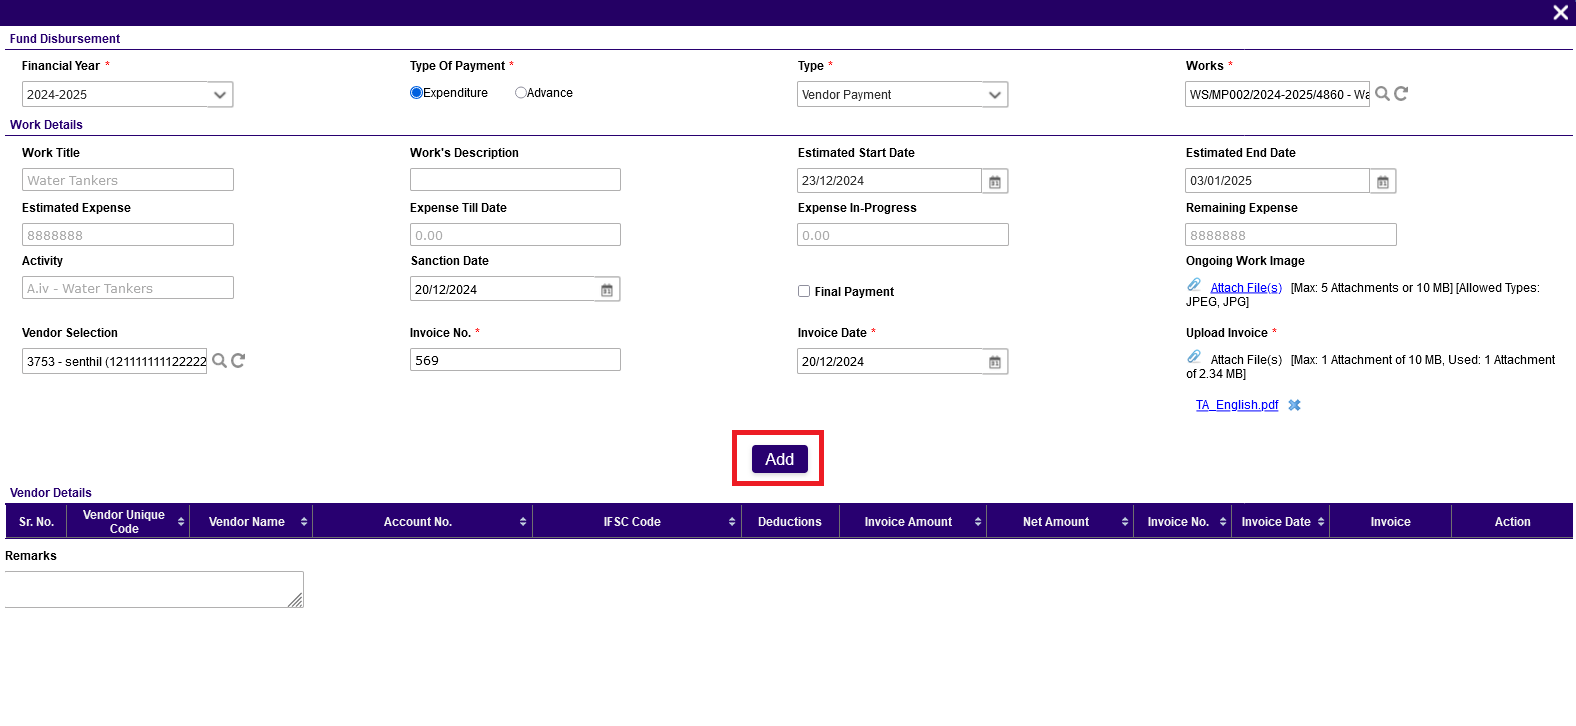 Fund Disbursement
Financial Year *
Type Of Payment *
Type *
Works *
2024-2025
Expenditure
Advance
Vendor Payment
WS/MP002/2024-2025/4860 - Wa
Work Details
Work Title
Work's Description
Estimated Start Date
Estimated End Date
Water Tankers
23/12/2024
03/01/2025
Estimated Expense
Expense Till Date
Expense In-Progress
Remaining Expense
8888888
0.00
0.00
8888888
Activity
Sanction Date
Ongoing Work Image
A.iv - Water Tankers
20/12/2024
Final Payment
Attach File(s) [Max: 5 Attachments or 10 MB] [Allowed Types:
JPEG, JPG]
Vendor Selection
Invoice No. *
Invoice Date *
Upload Invoice *
3753 - senthil (121111111122222
569
20/12/2024
Attach File(s) [Max: 1 Attachment of 10 MB, Used: 1 Attachment
of 2.34 MB]
TA_English.pdf
Add
Vendor Details
Sr. No.
Vendor Unique
Code
Vendor Name
Account No.
IFSC Code
Deductions
Invoice Amount
Net Amount
Invoice No.
Invoice Date
Invoice
Action
Remarks